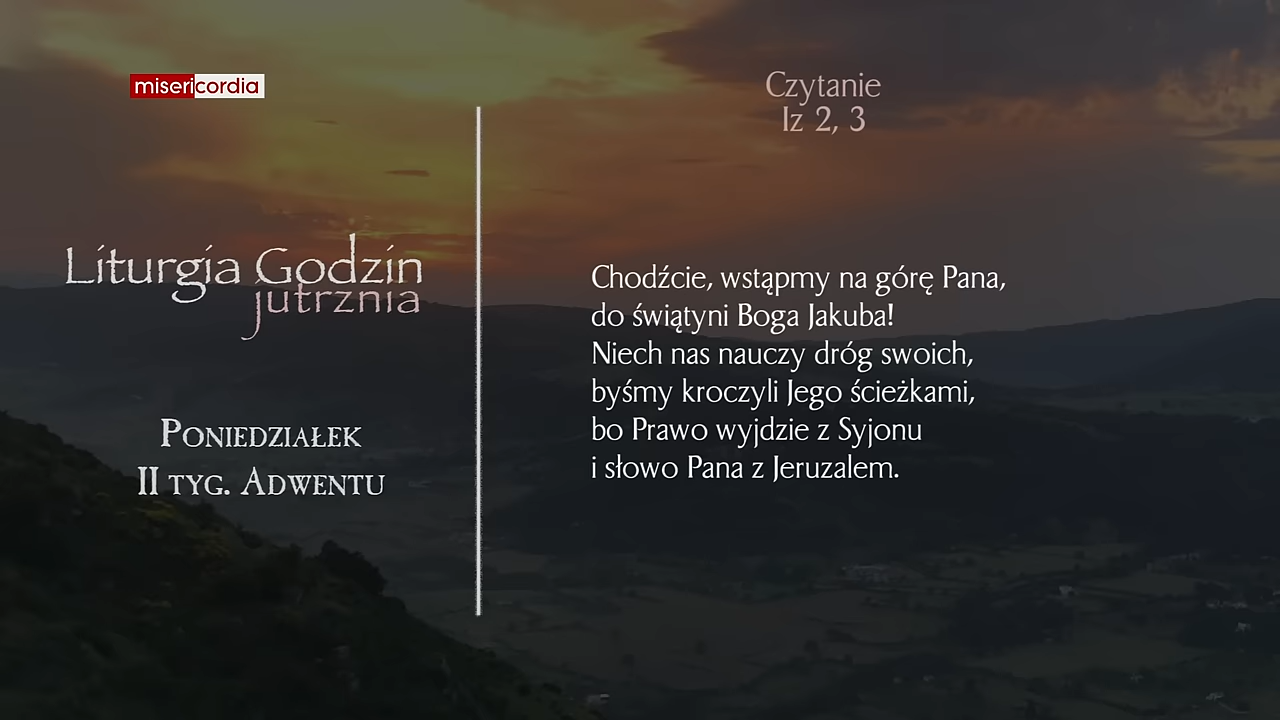 misericordia
Liturgia Godzin
jutrznia
Poniedziałek
II tyg. Adwentu
Czytanie
Iz 2, 3
Chodźcie, wstąpmy na górę Pana,
do świątyni Boga Jakuba!
Niech nas nauczy dróg swoich,
byśmy kroczyli Jego ścieżkami,
bo Prawo wyjdzie z Syjonu
i słowo Pana z Jeruzalem.